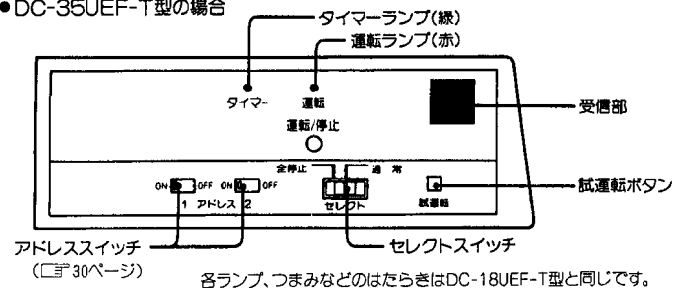 ●DC-35UEF-T型の場合
タイマーランプ(緑)
運転ランプ(赤)
タイマー 運転
受信部
運転/停止
全停止 通常
ON OFF ON OFF
試運転ボタン
1 アドレス 2 セレクト 試運転
アドレススイッチ
セレクトスイッチ
(☞30ページ)
各ランプ、つまみなどのはたらきはDC-18UEF-T型と同じです。